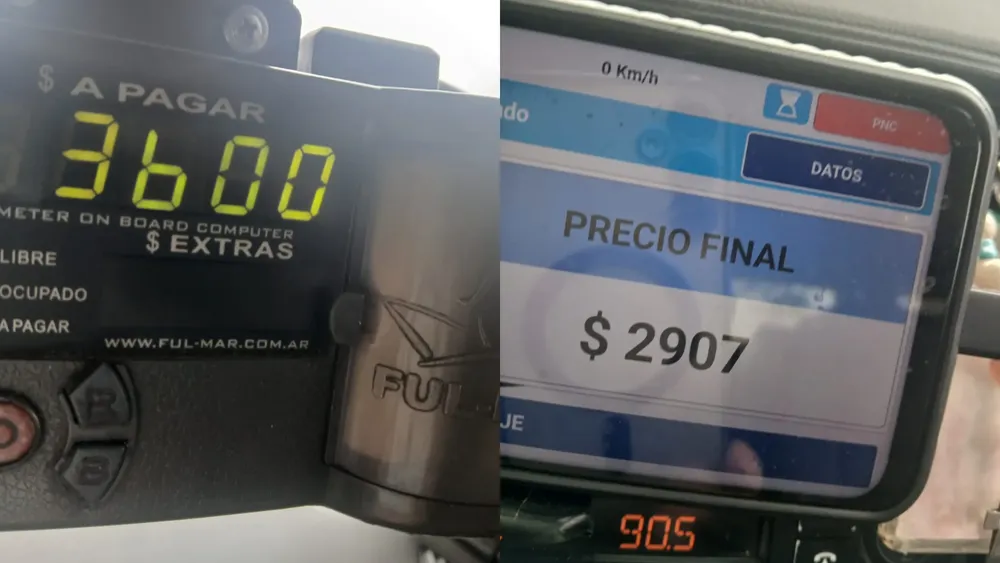 $ A PAGAR
3600
METER ON BOARD COMPUTER
$ EXTRAS
LIBRE
OCUPADO
A PAGAR
WWW.FUL-MAR.COM.AR
R
B
FUL-
0 Km/h
PNC
do
DATOS
PRECIO FINAL
$ 2907
JE
90.5